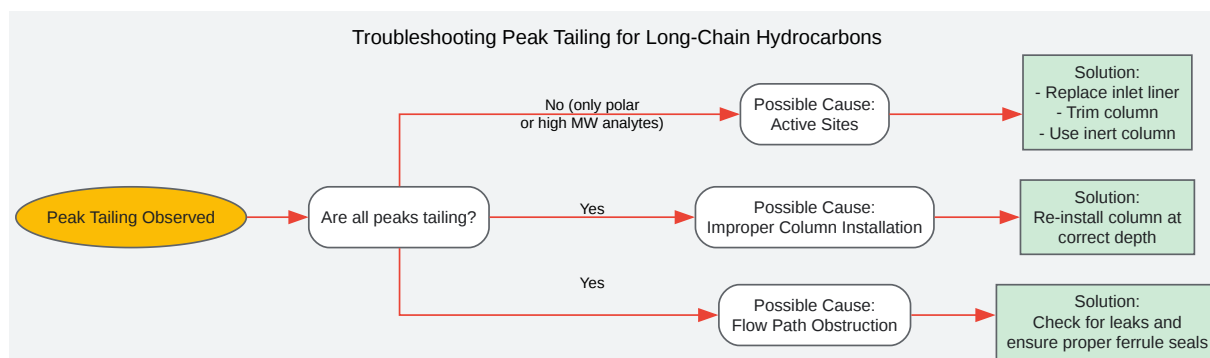 Troubleshooting Peak Tailing for Long-Chain Hydrocarbons
Peak Tailing Observed
Are all peaks tailing?
No (only polar
or high MW analytes)
Possible Cause:
Active Sites
Solution:
- Replace inlet liner
- Trim column
- Use inert column
Yes
Possible Cause:
Improper Column Installation
Solution:
Re-install column at
correct depth
Yes
Possible Cause:
Flow Path Obstruction
Solution:
Check for leaks and
ensure proper ferrule seals